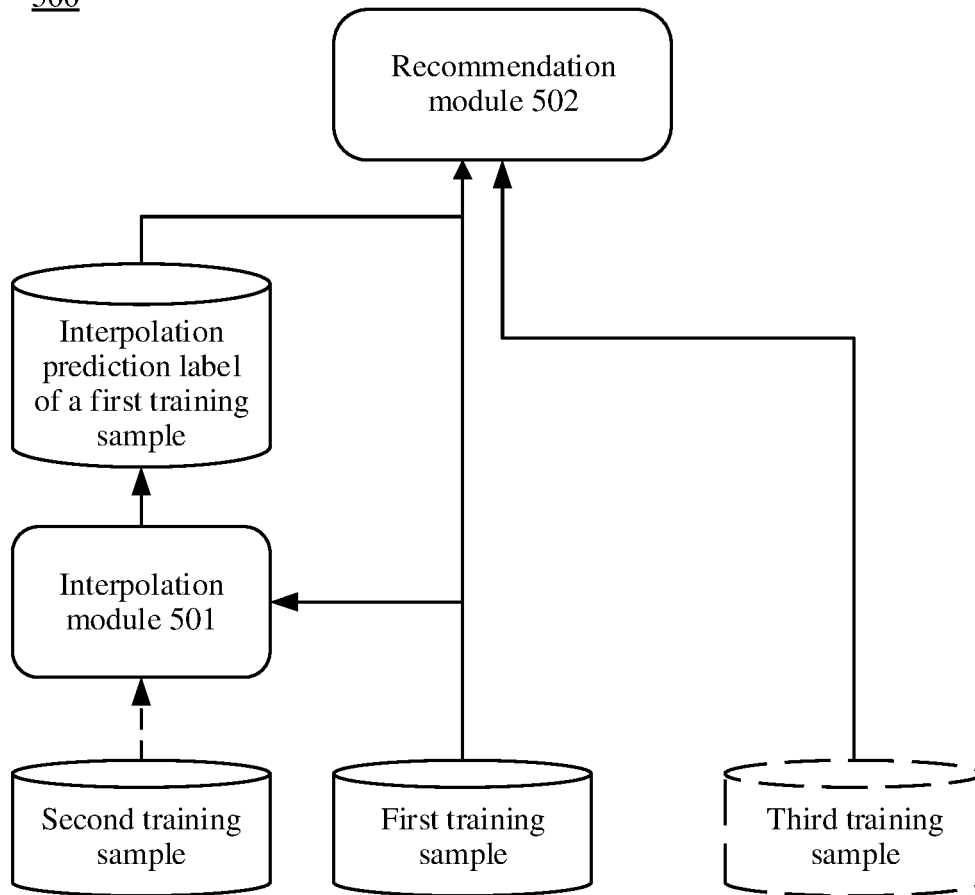 500
Recommendation
module 502
Interpolation
prediction label
of a first training
sample
Interpolation
module 501
Second training
sample
First training
sample
Third training
sample